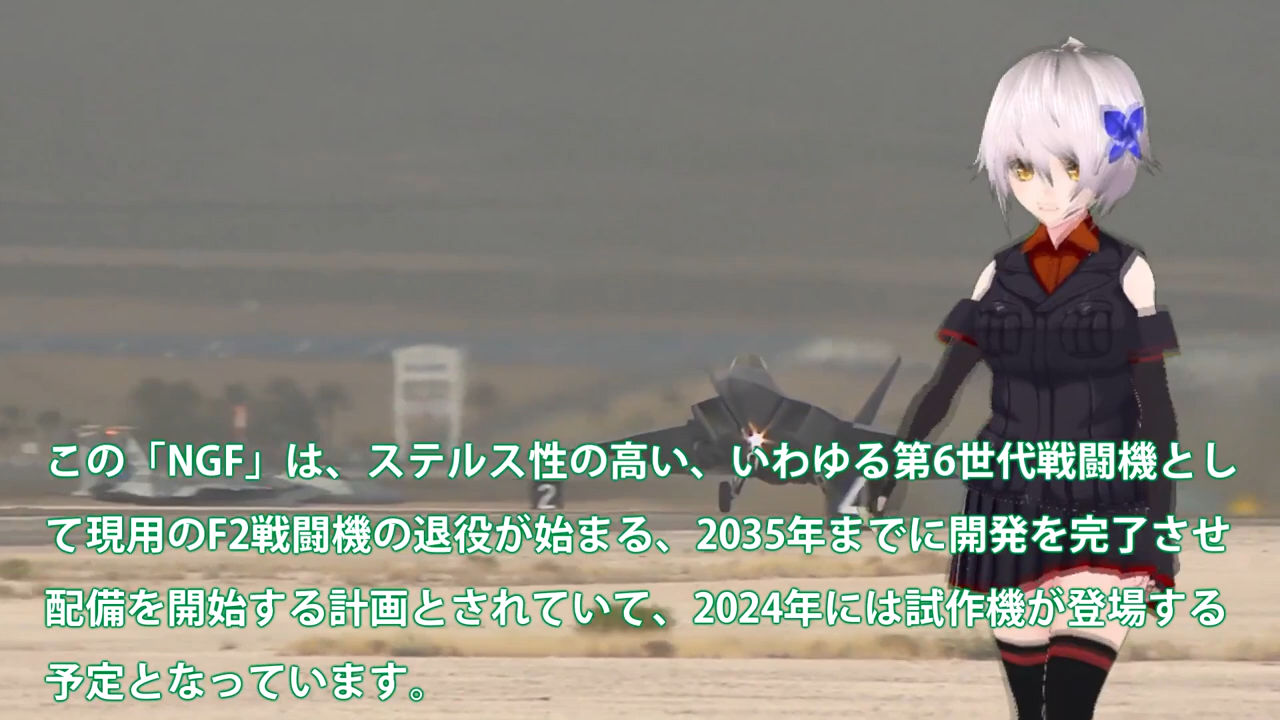 この「NGF」は、ステルス性の高い、いわゆる第6世代戦闘機とし
て現用のF2戦闘機の退役が始まる、2035年までに開発を完了させ
配備を開始する計画とされていて、2024年には試作機が登場する
予定となっています。
2